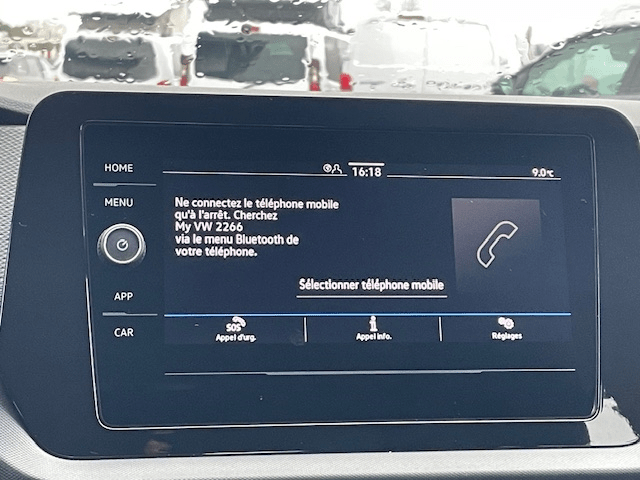 HOME
16:18
9.0°C
MENU
Ne connectez le téléphone mobile
qu'à l'arrêt. Cherchez
My VW 2266
via le menu Bluetooth de
votre téléphone.
Sélectionner téléphone mobile
APP
CAR
SOS
Appel d'urg.
Appel info.
Réglages